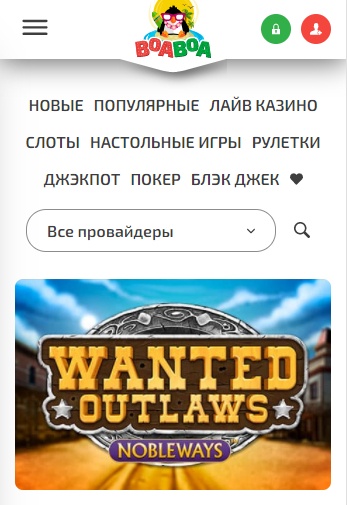 BOABOA
НОВЫЕ ПОПУЛЯРНЫЕ ЛАЙВ КАЗИНО
СЛОТЫ НАСТОЛЬНЫЕ ИГРЫ РУЛЕТКИ
ДЖЭКПОТ ПОКЕР БЛЭК ДЖЕК
Все провайдеры
WANTED
OUTLAWS
NOBLEWAYS